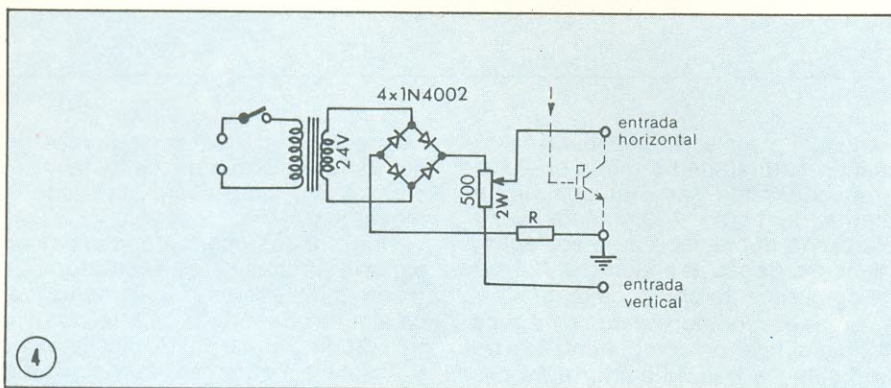 4x1N4002
24V
500
2W
R
entrada
horizontal
entrada
vertical
4